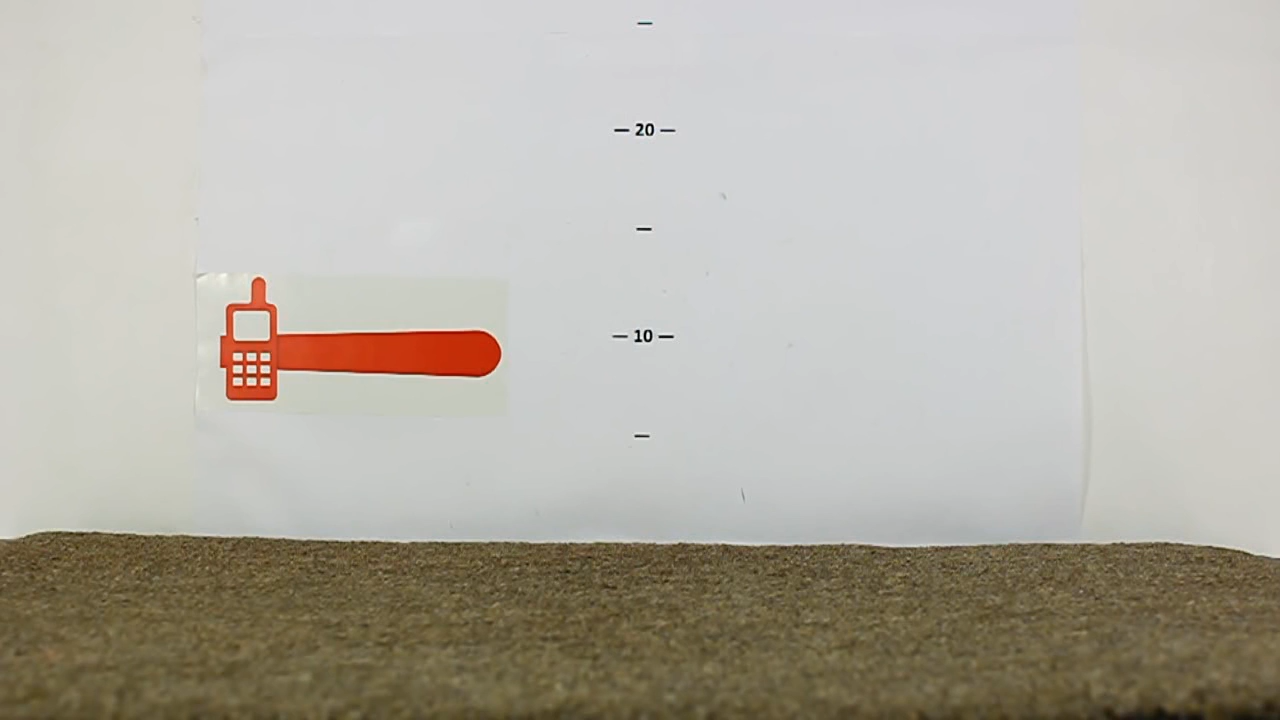 — 20 —
— 10 —